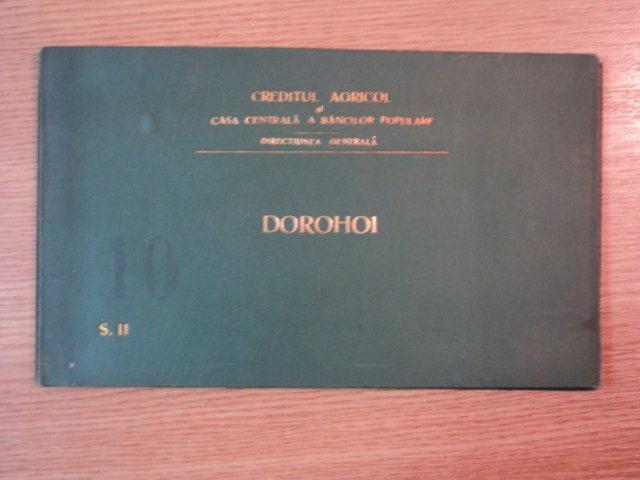 CREDITUL AGRICOL
și
CASA CENTRALĂ A BĂNCILOR POPULARE
DIRECȚIUNEA GENERALĂ
DOROHOI
10
S. II